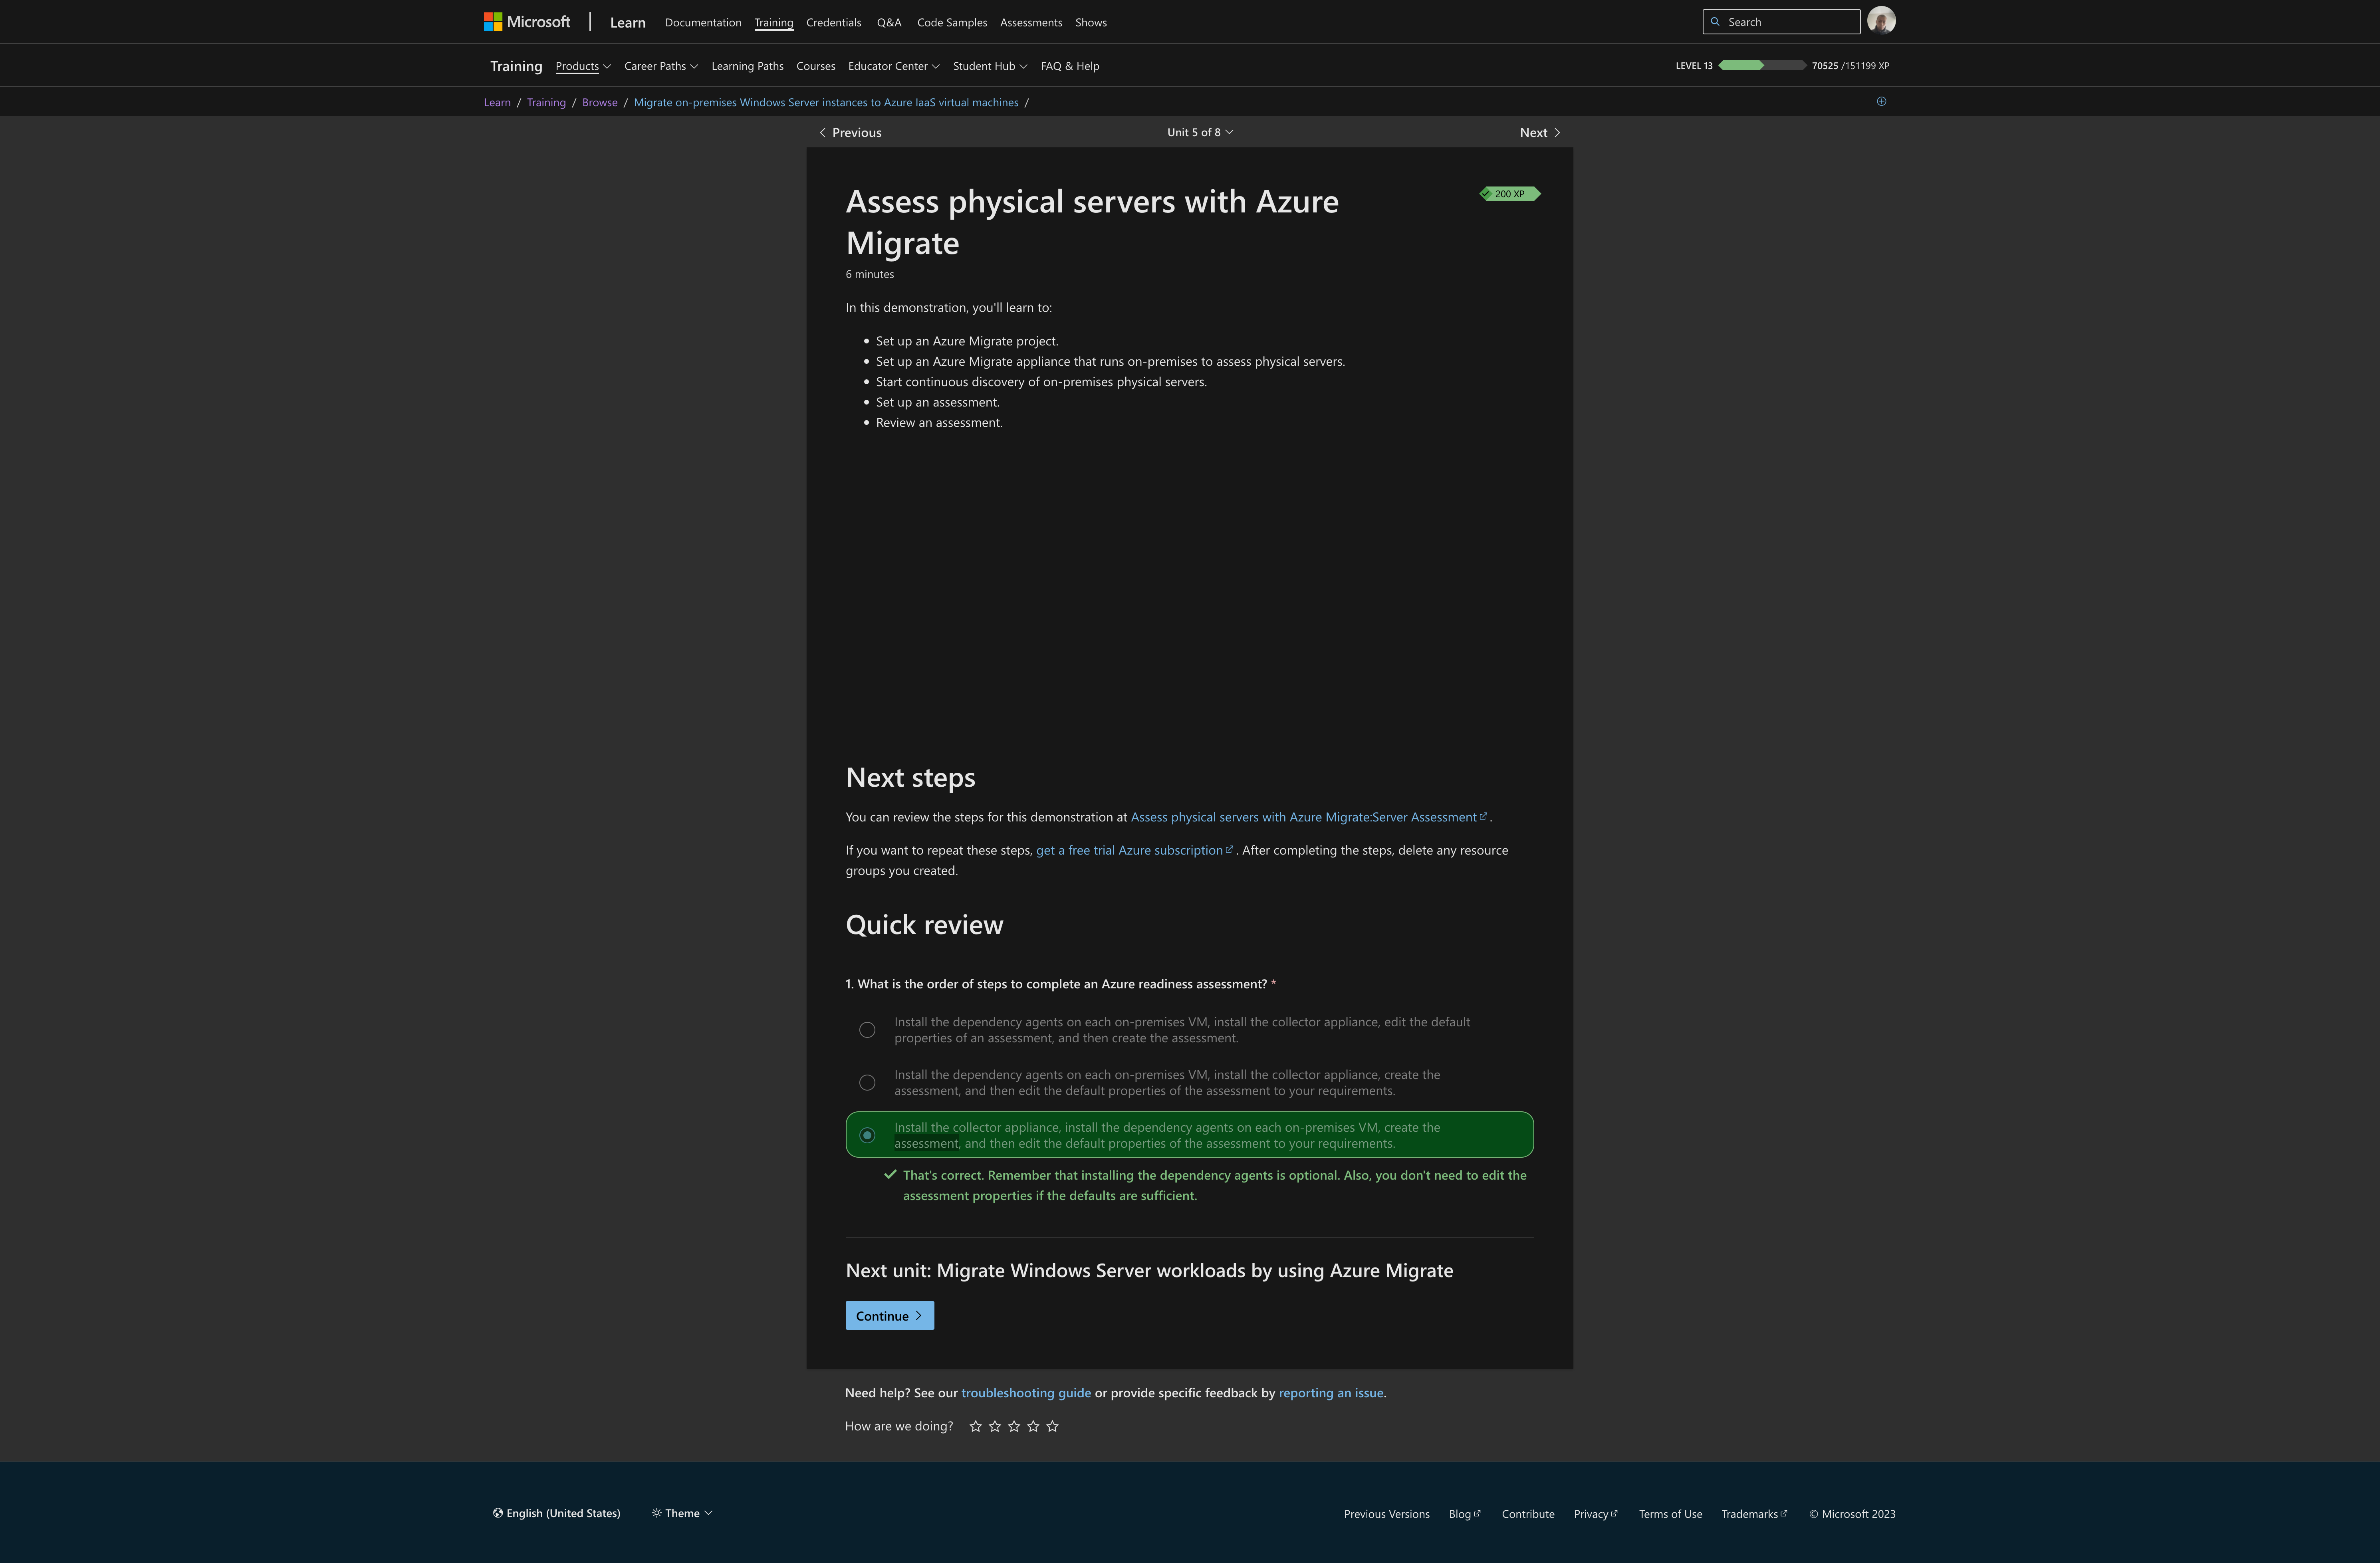 Microsoft Learn Documentation Training Credentials Q&A Code Samples Assessments Shows Search
Training Products Career Paths Learning Paths Courses Educator Center Student Hub FAQ & Help LEVEL 13 70525 /151199 XP
Learn / Training / Browse / Migrate on-premises Windows Server instances to Azure IaaS virtual machines /
Previous Unit 5 of 8 Next
Assess physical servers with Azure
Migrate
200 XP
6 minutes
In this demonstration, you'll learn to:
Set up an Azure Migrate project.
Set up an Azure Migrate appliance that runs on-premises to assess physical servers.
Start continuous discovery of on-premises physical servers.
Set up an assessment.
Review an assessment.
Next steps
You can review the steps for this demonstration at Assess physical servers with Azure Migrate:Server Assessment .
If you want to repeat these steps, get a free trial Azure subscription . After completing the steps, delete any resource
groups you created.
Quick review
1. What is the order of steps to complete an Azure readiness assessment? *
Install the dependency agents on each on-premises VM, install the collector appliance, edit the default
properties of an assessment, and then create the assessment.
Install the dependency agents on each on-premises VM, install the collector appliance, create the
assessment, and then edit the default properties of the assessment to your requirements.
Install the collector appliance, install the dependency agents on each on-premises VM, create the
assessment, and then edit the default properties of the assessment to your requirements.
That's correct. Remember that installing the dependency agents is optional. Also, you don't need to edit the
assessment properties if the defaults are sufficient.
Next unit: Migrate Windows Server workloads by using Azure Migrate
Continue
Need help? See our troubleshooting guide or provide specific feedback by reporting an issue.
How are we doing?
English (United States) Theme Previous Versions Blog Contribute Privacy Terms of Use Trademarks © Microsoft 2023